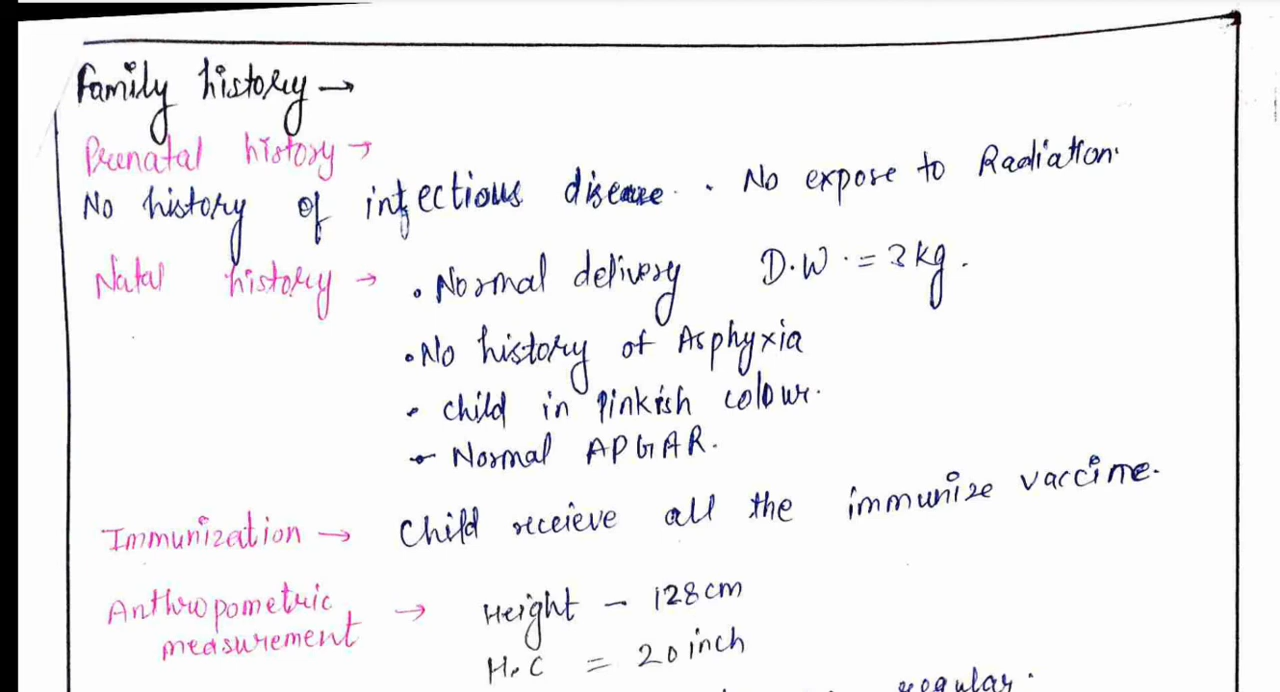 Family history →
Prenatal history →
No history of infectious disease. . No expose to Radiation.
Natal history → . Normal delivery D.W. = 3kg.
. No history of Asphyxia
. child in Pinkish colour.
. Normal APGAR.
Immunization → Child receieve all the immunize vaccine.
Anthropometric → Height - 128cm
measurement
H.C = 20 inch
regular.